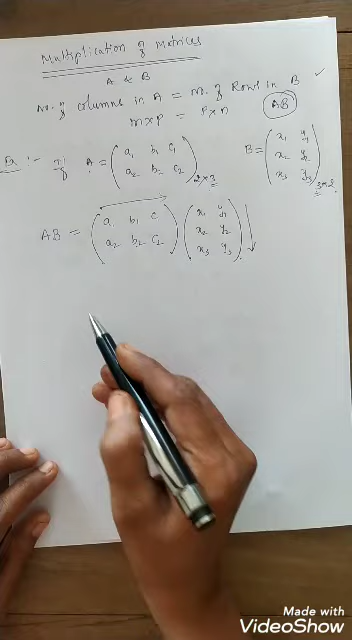 Multiplication of Matrices
A & B
No. of columns in A = No. of Rows in B ✓
m×p = p×n AB
Ex :- If A = ( a₁ b₁ c₁ B = ( x₁ y₁
a₂ b₂ c₂ )2×3 x₂ y₂
x₃ y₃ )3×2
AB = ( a₁ b₁ c ( x₁ y₁
a₂ b₂ c₂ ) x₂ y₂
x₃ y₃ )
Made with
VideoShow